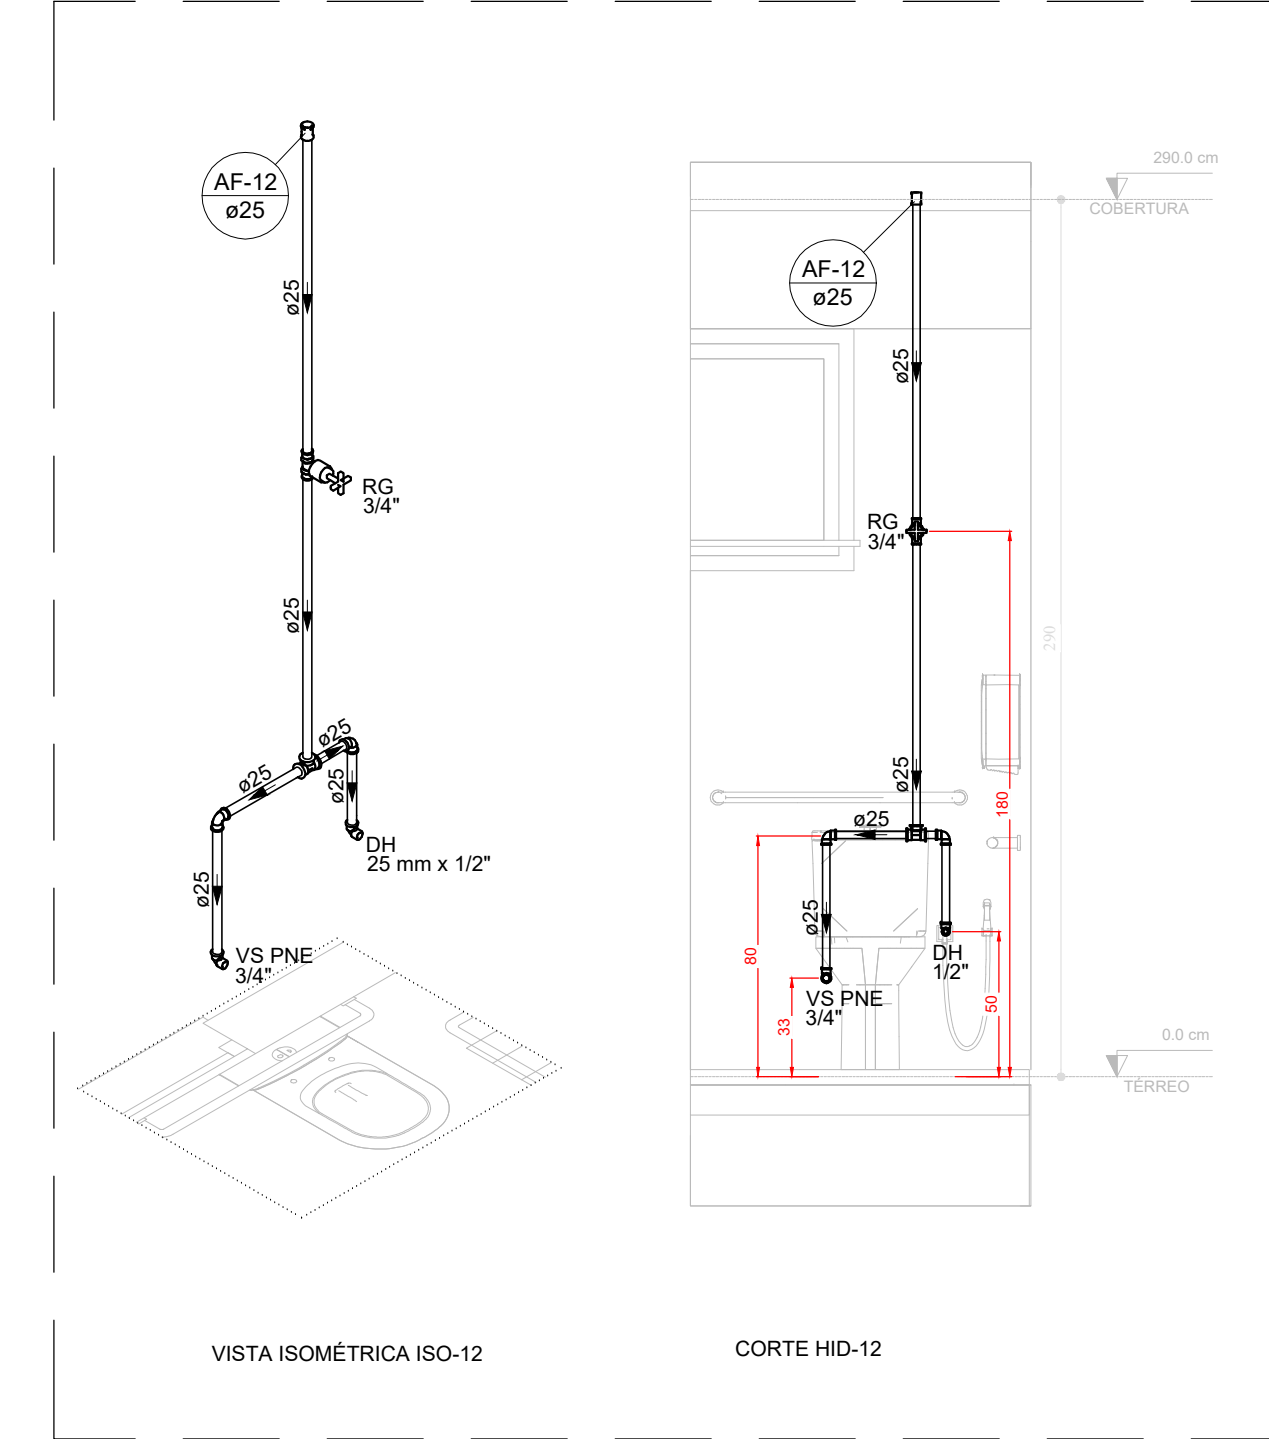 AF-12
ø25
ø25
RG
3/4"
ø25
ø25
ø25
ø25
DH
25 mm x 1/2"
ø25
VS PNE
3/4"
VISTA ISOMÉTRICA ISO-12
290.0 cm
COBERTURA
AF-12
ø25
ø25
RG
3/4"
290
ø25
180
ø25
ø25
80
DH
1/2"
VS PNE
3/4"
50
33
0.0 cm
TÉRREO
CORTE HID-12